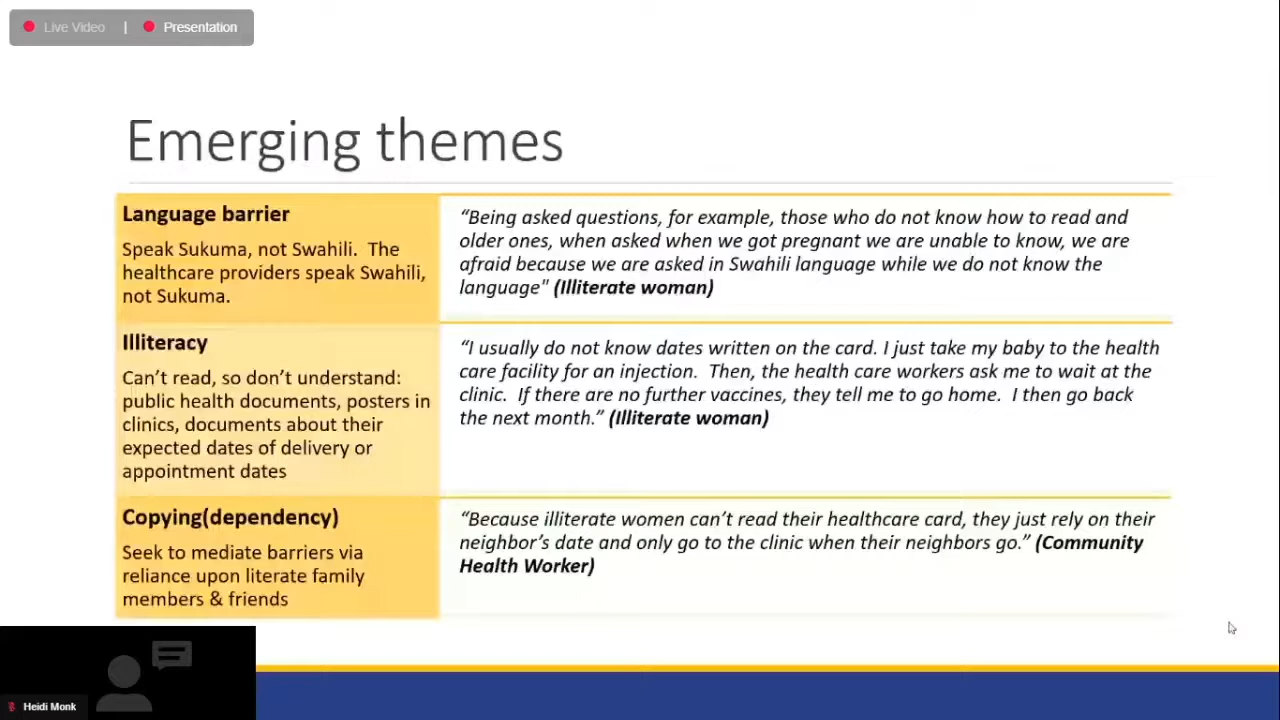 Live Video | Presentation
Emerging themes
Language barrier
Speak Sukuma, not Swahili. The
healthcare providers speak Swahili,
not Sukuma.
“Being asked questions, for example, those who do not know how to read and
older ones, when asked when we got pregnant we are unable to know, we are
afraid because we are asked in Swahili language while we do not know the
language" (Illiterate woman)
Illiteracy
Can’t read, so don’t understand:
public health documents, posters in
clinics, documents about their
expected dates of delivery or
appointment dates
“I usually do not know dates written on the card. I just take my baby to the health
care facility for an injection. Then, the health care workers ask me to wait at the
clinic. If there are no further vaccines, they tell me to go home. I then go back
the next month.” (Illiterate woman)
Copying(dependency)
Seek to mediate barriers via
reliance upon literate family
members & friends
“Because illiterate women can’t read their healthcare card, they just rely on their
neighbor’s date and only go to the clinic when their neighbors go.” (Community
Health Worker)
Heidi Monk